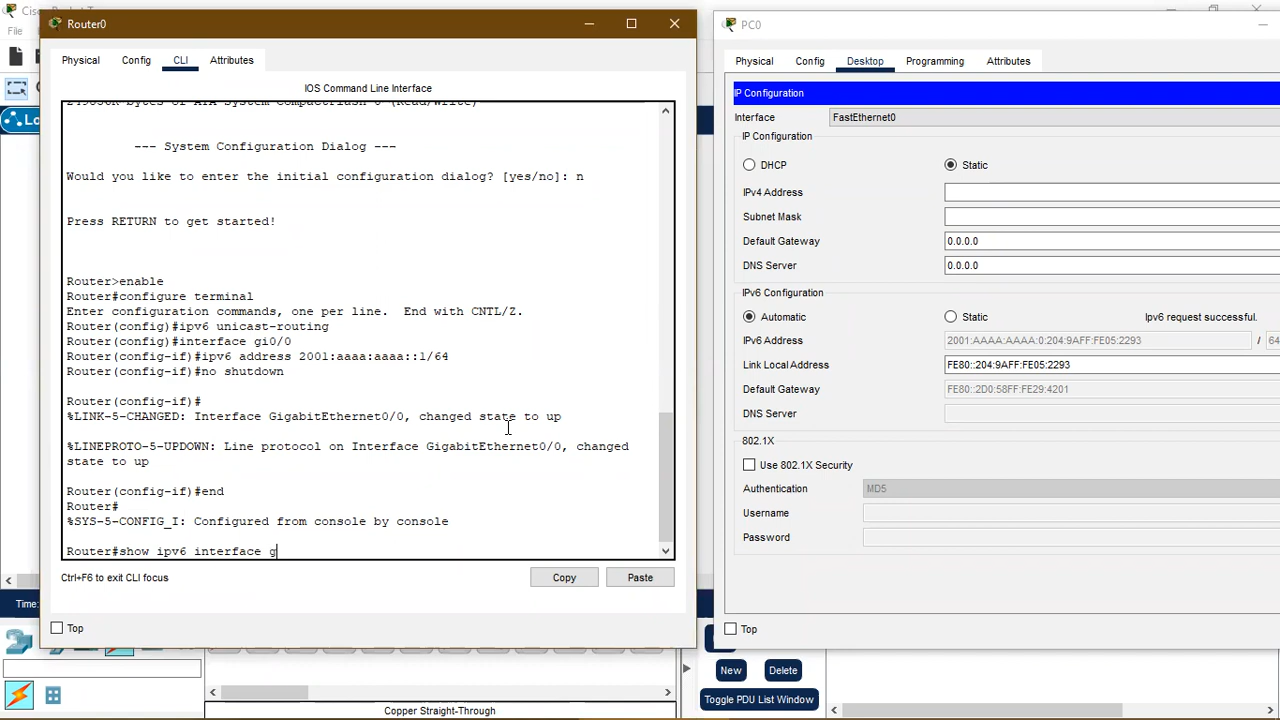 Cisco
File
Router0
Physical
Config
CLI
Attributes
IOS Command Line Interface
--- System Configuration Dialog ---
Would you like to enter the initial configuration dialog? [yes/no]: n
Press RETURN to get started!
Router>enable
Router#configure terminal
Enter configuration commands, one per line. End with CNTL/Z.
Router(config)#ipv6 unicast-routing
Router(config)#interface gi0/0
Router(config-if)#ipv6 address 2001:aaaa:aaaa::1/64
Router(config-if)#no shutdown
Router(config-if)#
%LINK-5-CHANGED: Interface GigabitEthernet0/0, changed state to up
%LINEPROTO-5-UPDOWN: Line protocol on Interface GigabitEthernet0/0, changed
state to up
Router(config-if)#end
Router#
%SYS-5-CONFIG_I: Configured from console by console
Router#show ipv6 interface g
Ctrl+F6 to exit CLI focus
Copy
Paste
Top
Time:
Copper Straight-Through
PC0
Physical
Config
Desktop
Programming
Attributes
IP Configuration
Interface
FastEthernet0
IP Configuration
DHCP
Static
IPv4 Address
Subnet Mask
Default Gateway
0.0.0.0
DNS Server
0.0.0.0
IPv6 Configuration
Automatic
Static
Ipv6 request successful.
IPv6 Address
2001:AAAA:AAAA:0:204:9AFF:FE05:2293
/
64
Link Local Address
FE80::204:9AFF:FE05:2293
Default Gateway
FE80::2D0:58FF:FE29:4201
DNS Server
802.1X
Use 802.1X Security
Authentication
MD5
Username
Password
Top
New
Delete
Toggle PDU List Window